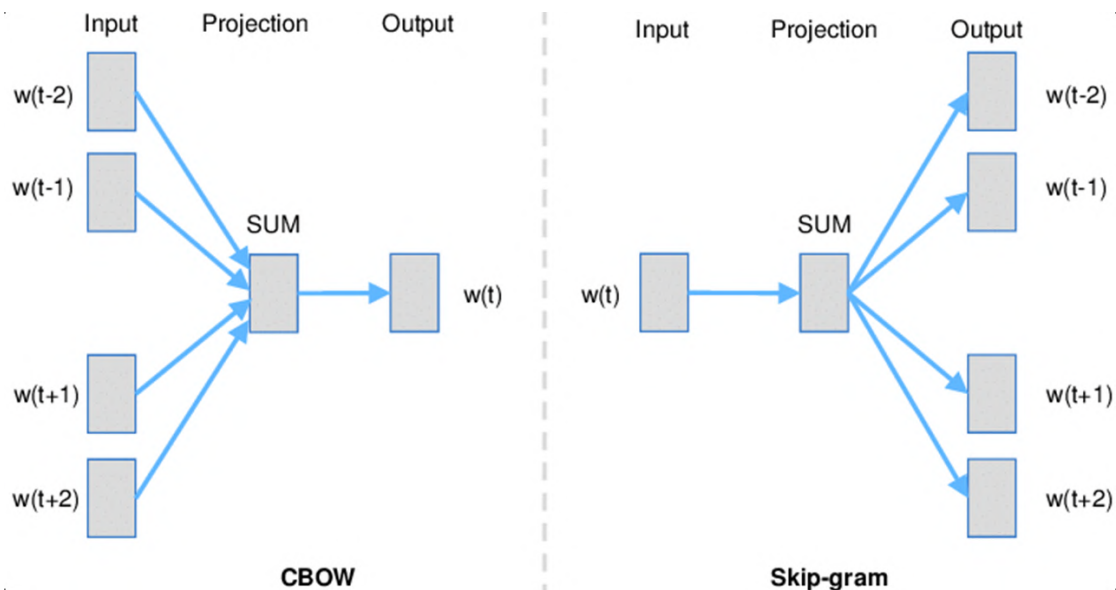 Input Projection Output
w(t-2)
w(t-1)
SUM
w(t)
w(t+1)
w(t+2)
CBOW
Input Projection Output
w(t-2)
w(t-1)
SUM
w(t)
w(t+1)
w(t+2)
Skip-gram